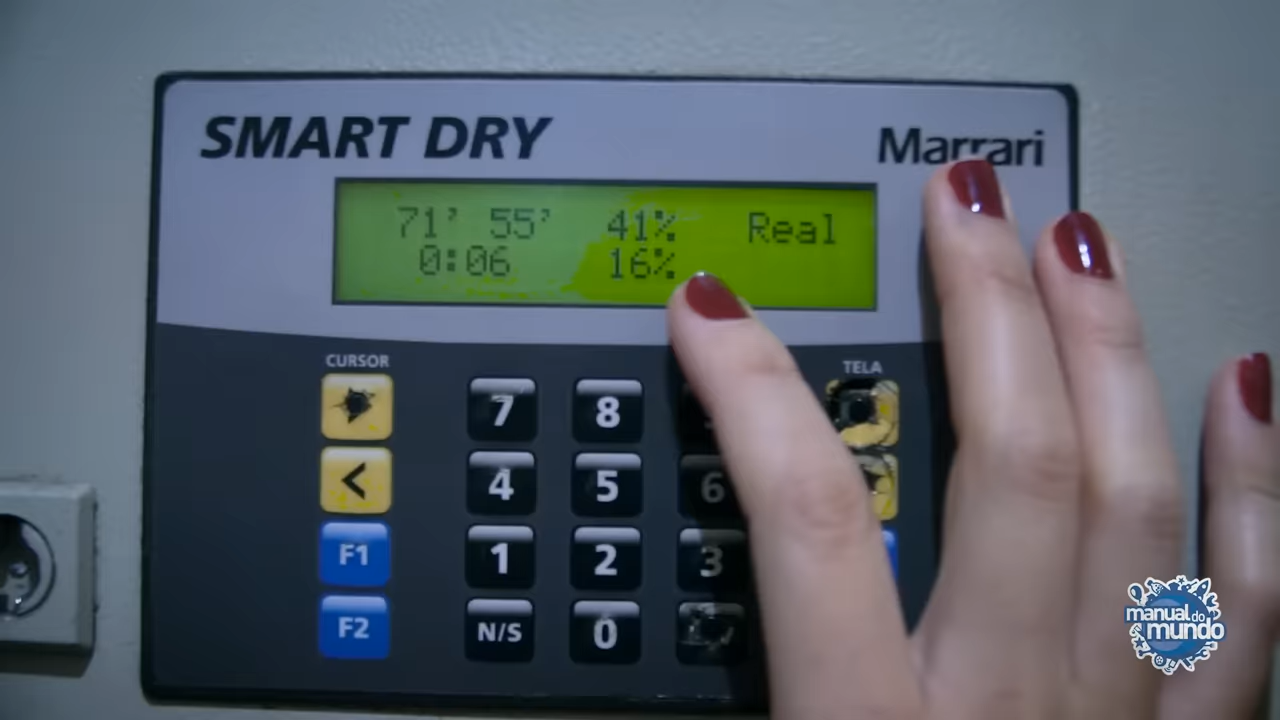 SMART DRY
Marrari
71' 55' 41% Real
0:06 16%
CURSOR
TELA
7 8
<
4 5 6
F1 1 2 3
F2 N/S 0
manual do
mundo